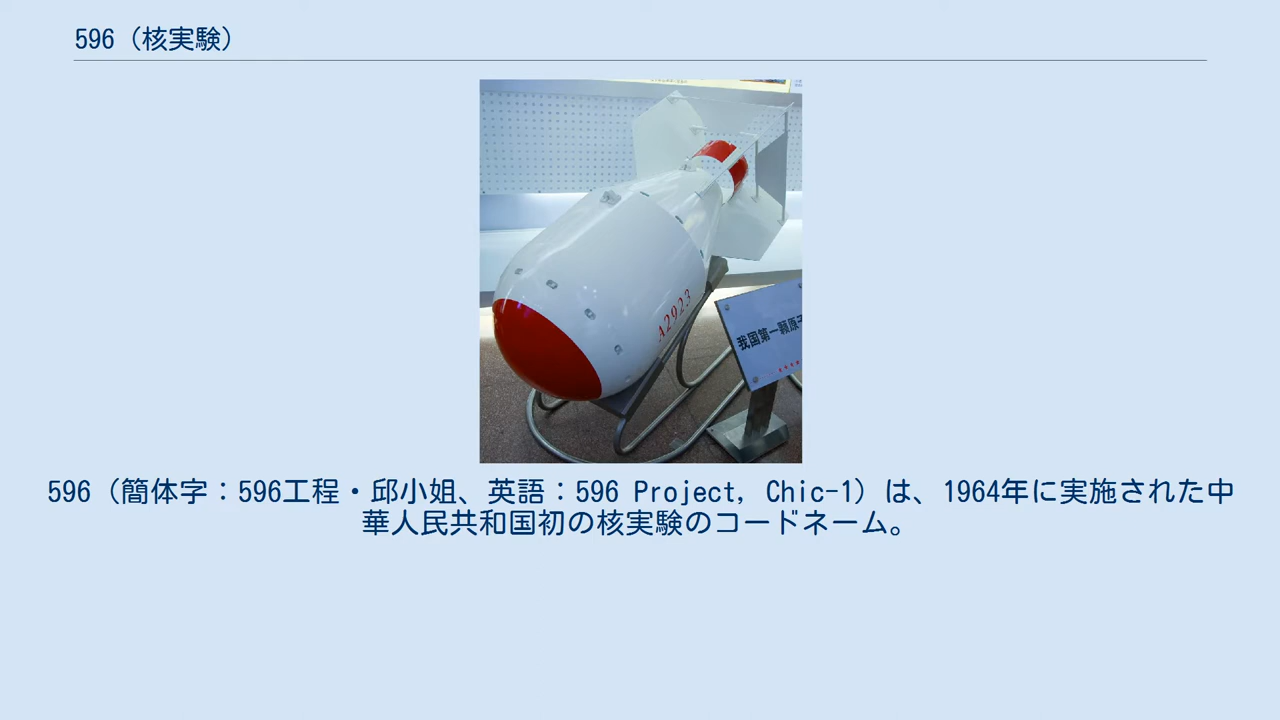 596（核実験）
A2923
我国第一颗原子
596（簡体字：596工程・邱小姐、英語：596 Project, Chic-1）は、1964年に実施された中
華人民共和国初の核実験のコードネーム。